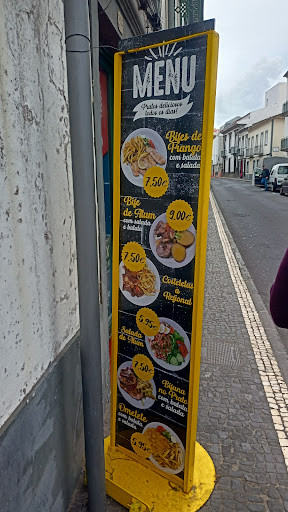 MENU
Pratos deliciosos
todos os dias!
Bifes de
Frango
com batata
e salada
7,50€
Bife
de Atum
com salada
e batata
9,00€
7,50€
Costeletas
à
Regional
6,95€
Salada
de Atum
7,50€
Bifana
no Prato
com batata
e salada
Omelete
com batata
e salada
6,95€